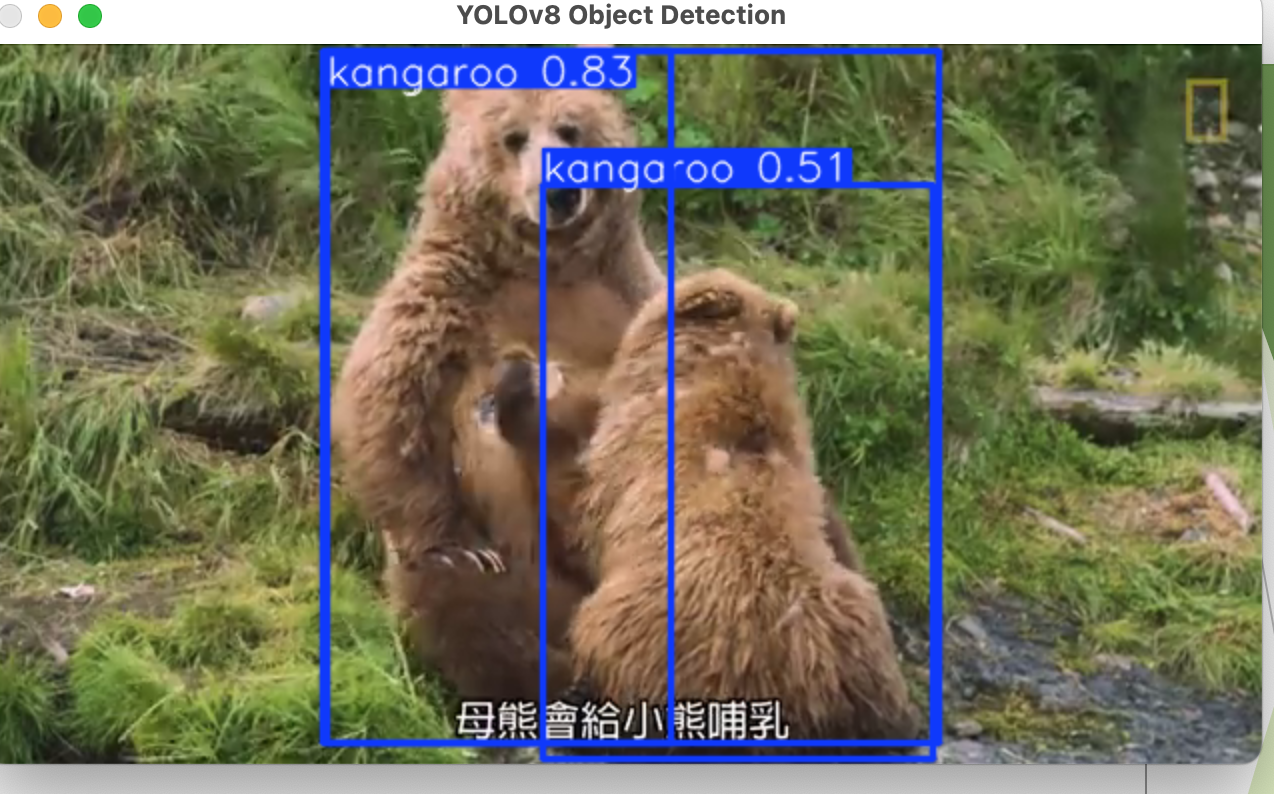 YOLOv8 Object Detection
kangaroo 0.83
kangaroo 0.51
母熊會給小熊哺乳